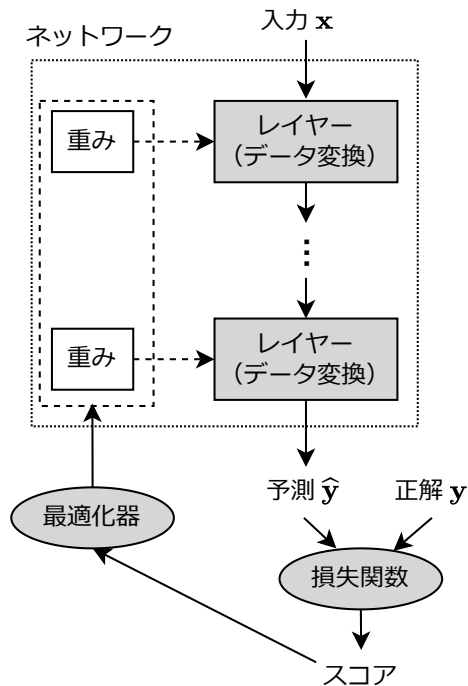 ネットワーク
入力 x
重み
レイヤー
（データ変換）
重み
レイヤー
（データ変換）
予測 ŷ
正解 y
最適化器
損失関数
スコア